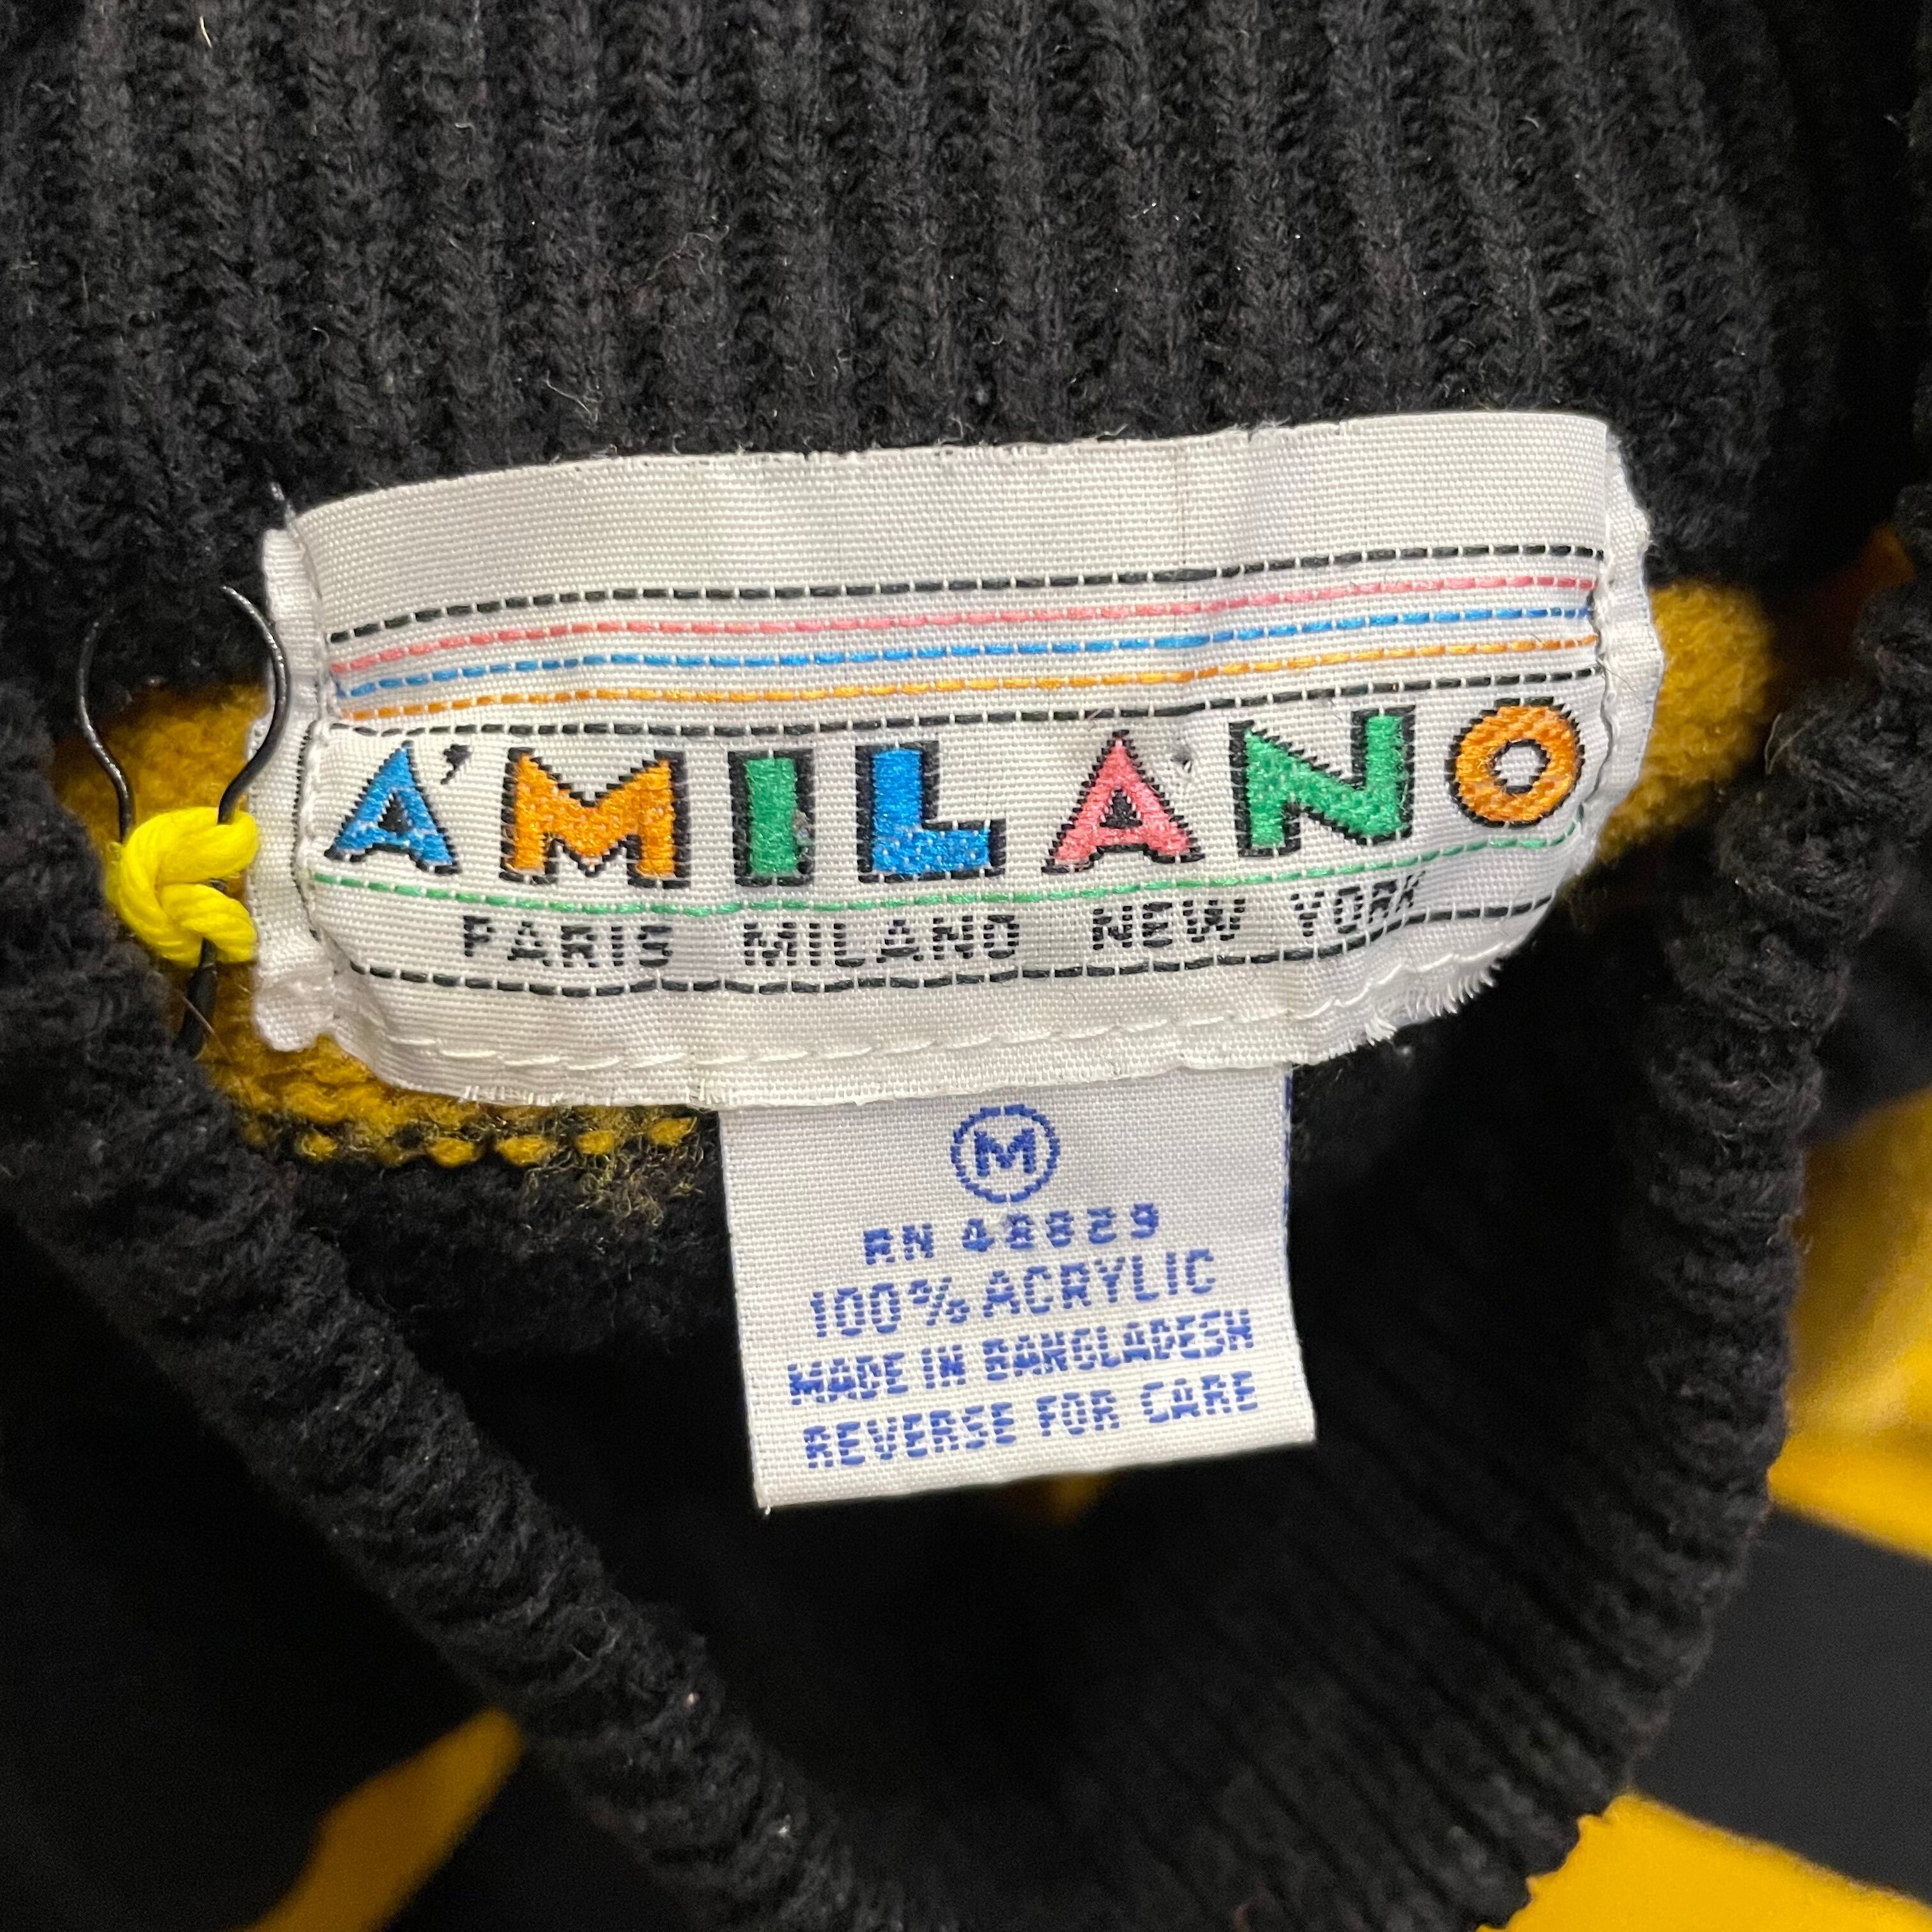 A'MILANO
PARIS MILANO NEW YORK
M
RN 48829
100% ACRYLIC
MADE IN BANGLADESH
REVERSE FOR CARE